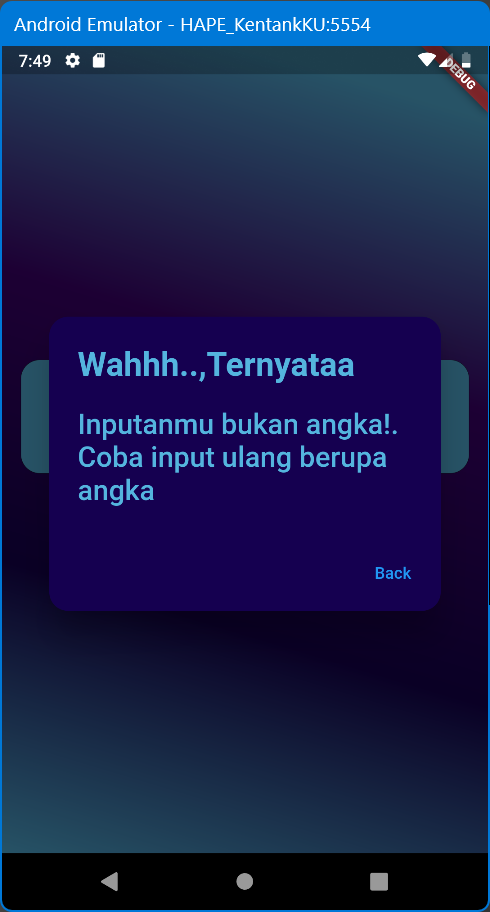 Android Emulator - HAPE_KentankKU:5554
7:49
DEBUG
Wahhh..,Ternyataa
Inputanmu bukan angka!.
Coba input ulang berupa
angka
Back